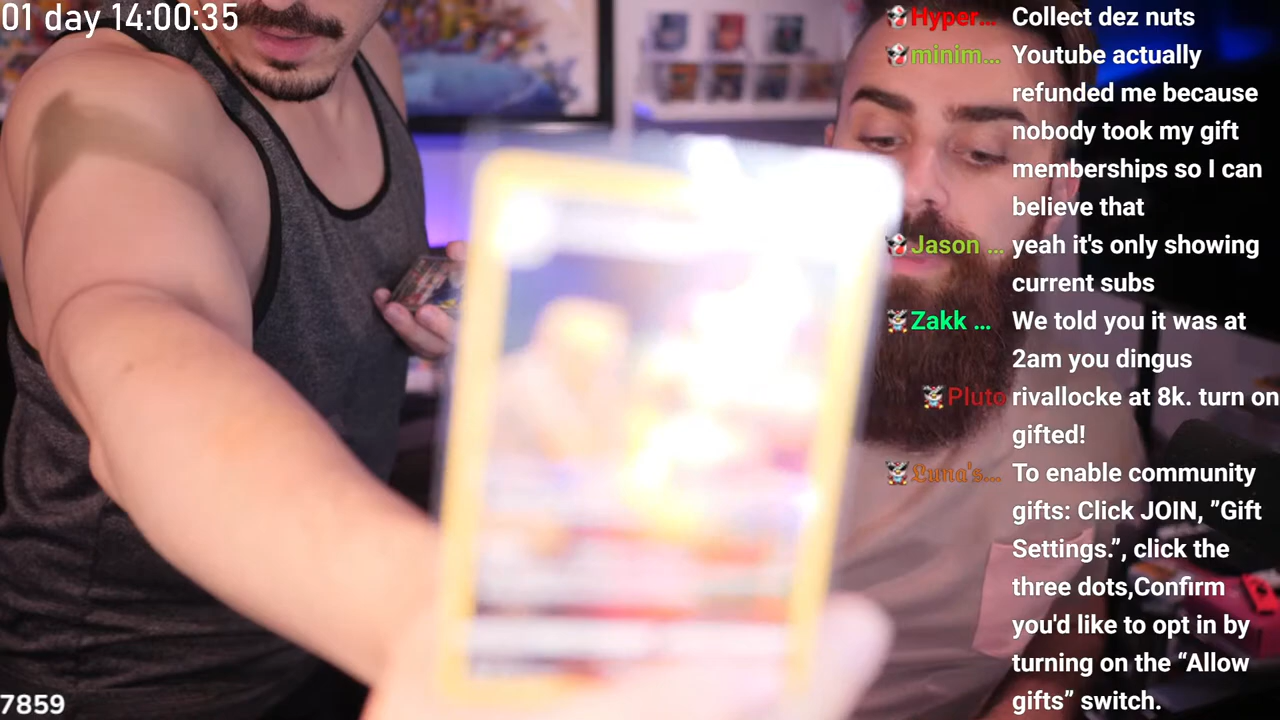 01 day 14:00:35
Hyper... Collect dez nuts
minim... Youtube actually
refunded me because
nobody took my gift
memberships so I can
believe that
Jason ... yeah it's only showing
current subs
Zakk ... We told you it was at
2am you dingus
Pluto rivallocke at 8k. turn on
gifted!
Luna's... To enable community
gifts: Click JOIN, "Gift
Settings.", click the
three dots,Confirm
you'd like to opt in by
turning on the “Allow
gifts” switch.
7859